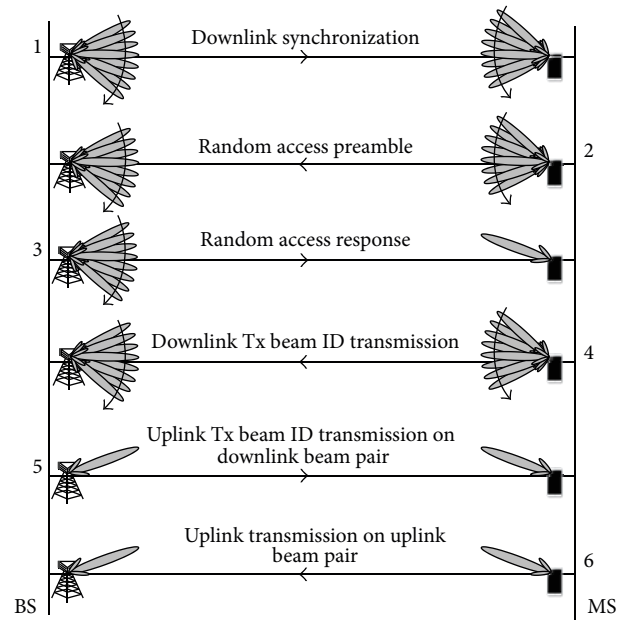 1
Downlink synchronization
Random access preamble
2
3
Random access response
Downlink Tx beam ID transmission
4
Uplink Tx beam ID transmission on
downlink beam pair
5
Uplink transmission on uplink
beam pair
6
BS
MS